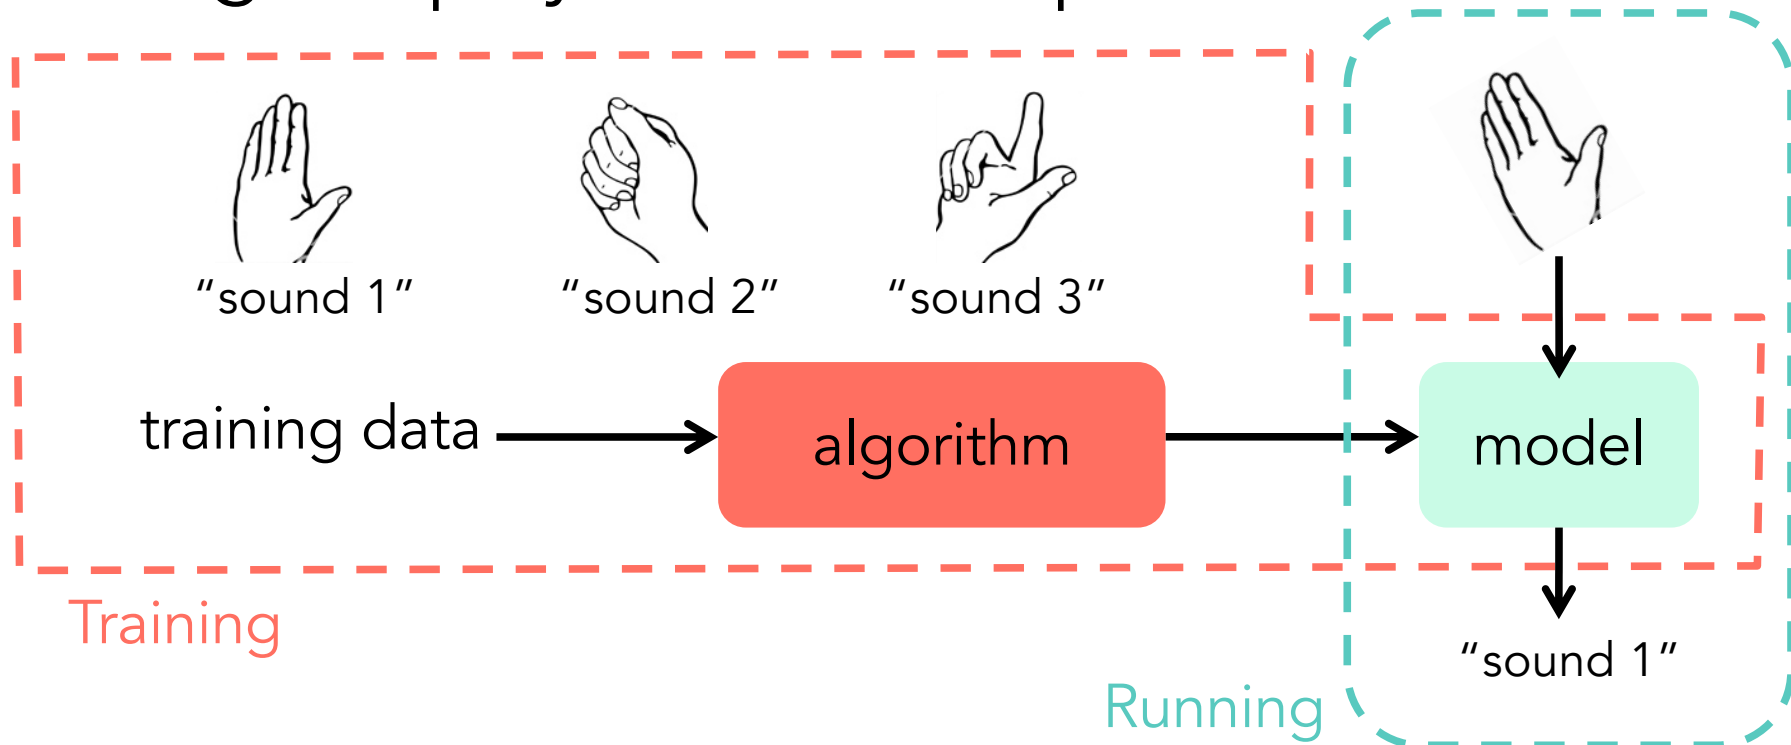 “sound 1”
“sound 2”
“sound 3”
training data
algorithm
model
Training
“sound 1”
Running